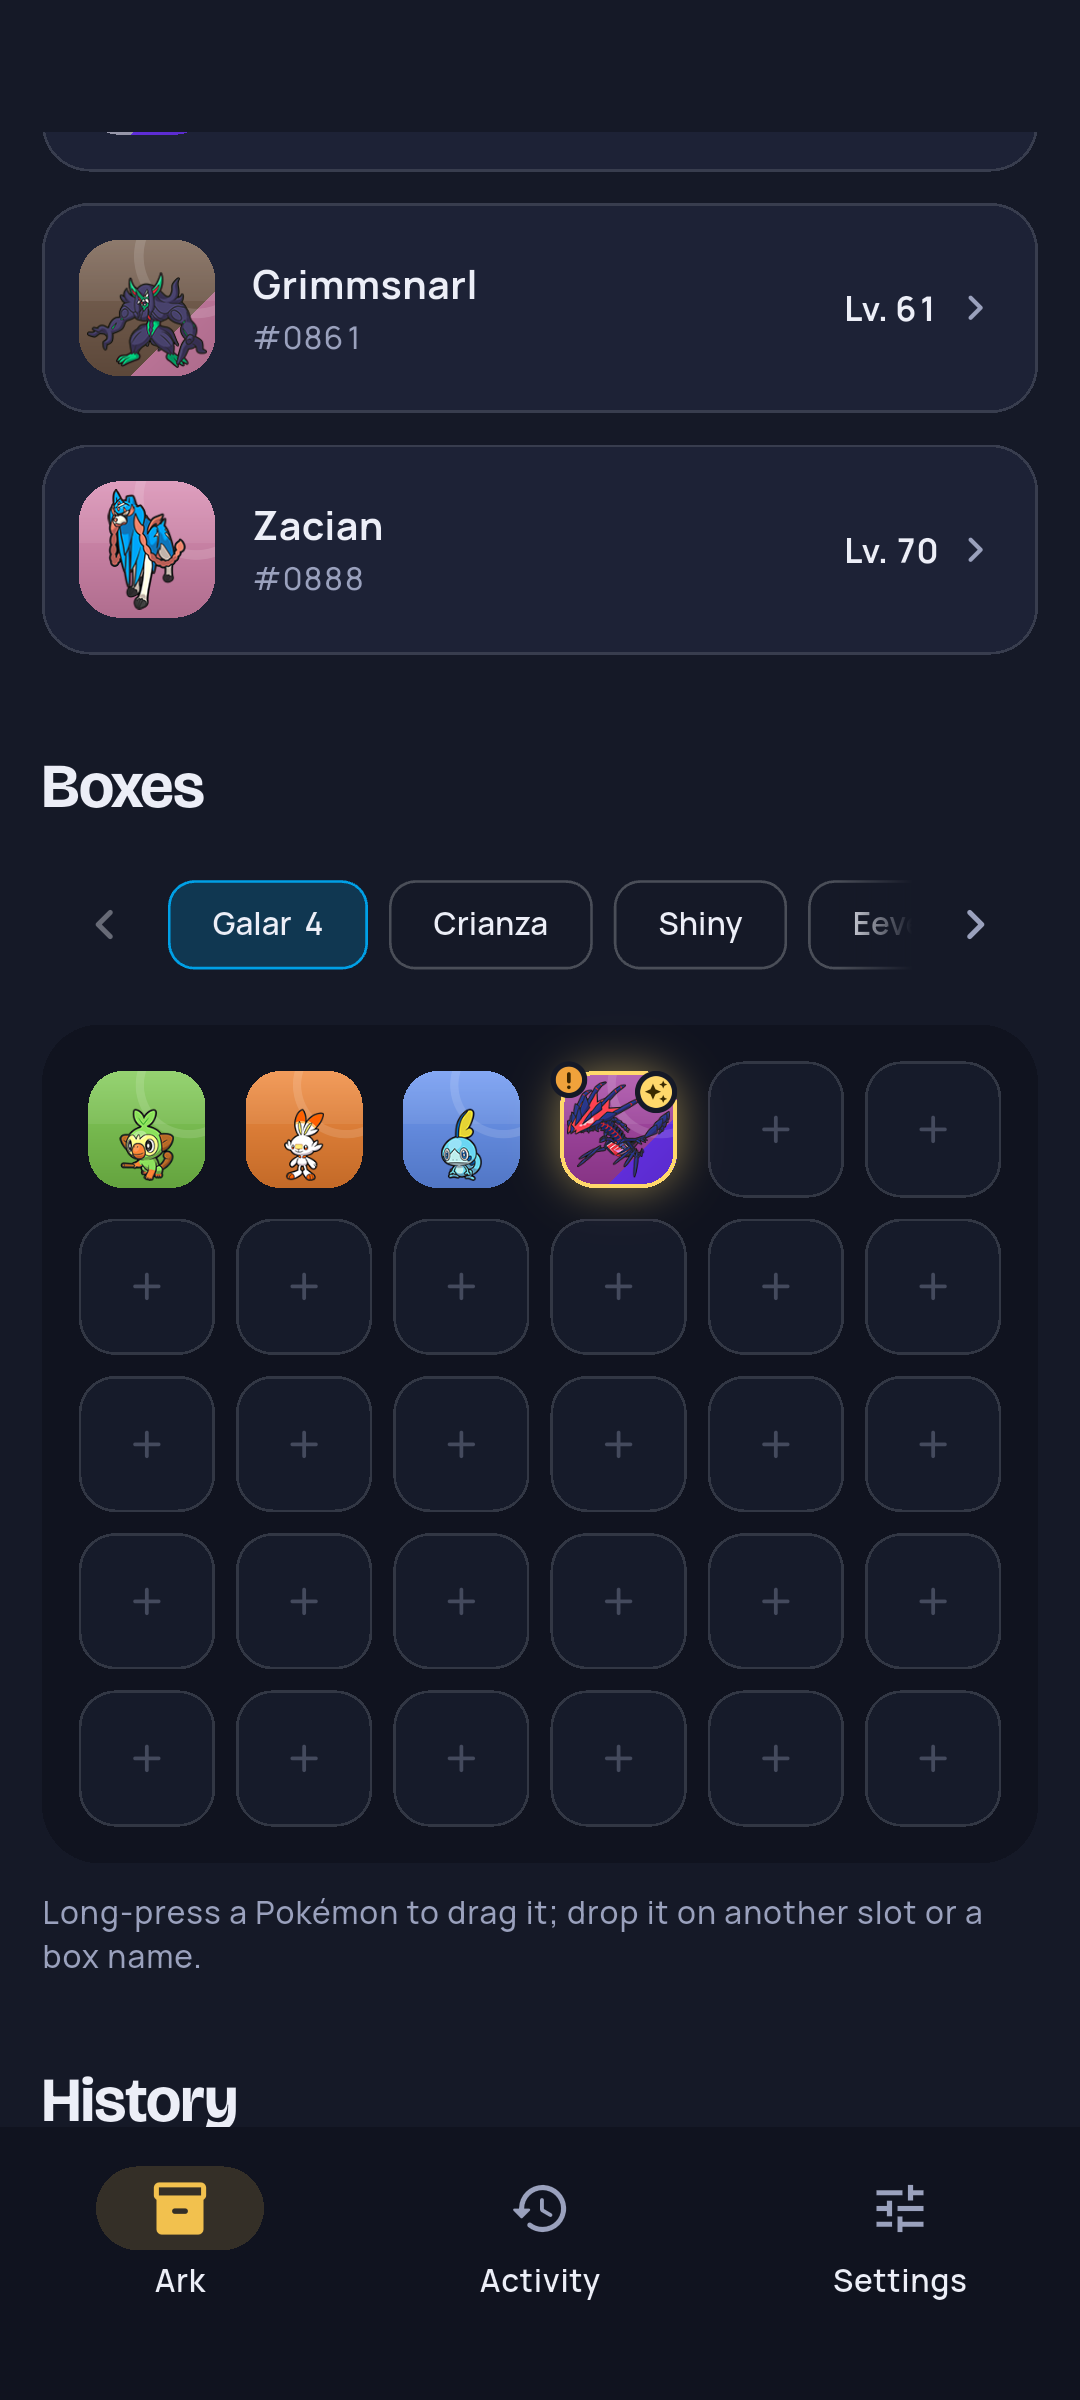 Grimmsnarl
#0861
Lv. 61
Zacian
#0888
Lv. 70
Boxes
Galar 4
Crianza
Shiny
Long-press a Pokémon to drag it; drop it on another slot or a
box name.
History
Ark
Activity
Settings